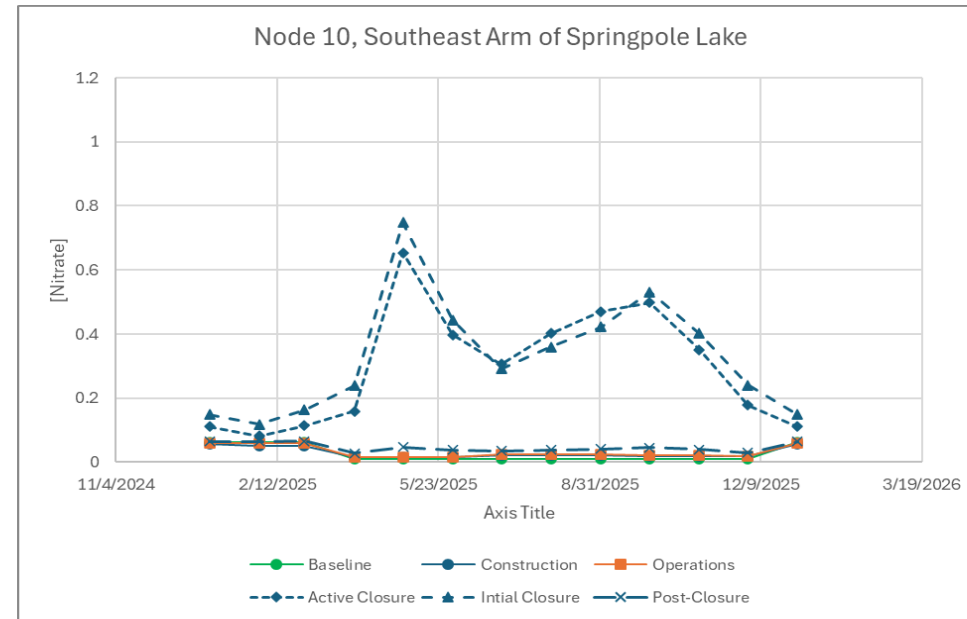 Node 10, Southeast Arm of Springpole Lake
1.2
1
0.8
0.6
0.4
0.2
0
[Nitrate]
11/4/2024 2/12/2025 5/23/2025 8/31/2025 12/9/2025 3/19/2026
Axis Title
Baseline Construction Operations
Active Closure Intial Closure Post-Closure